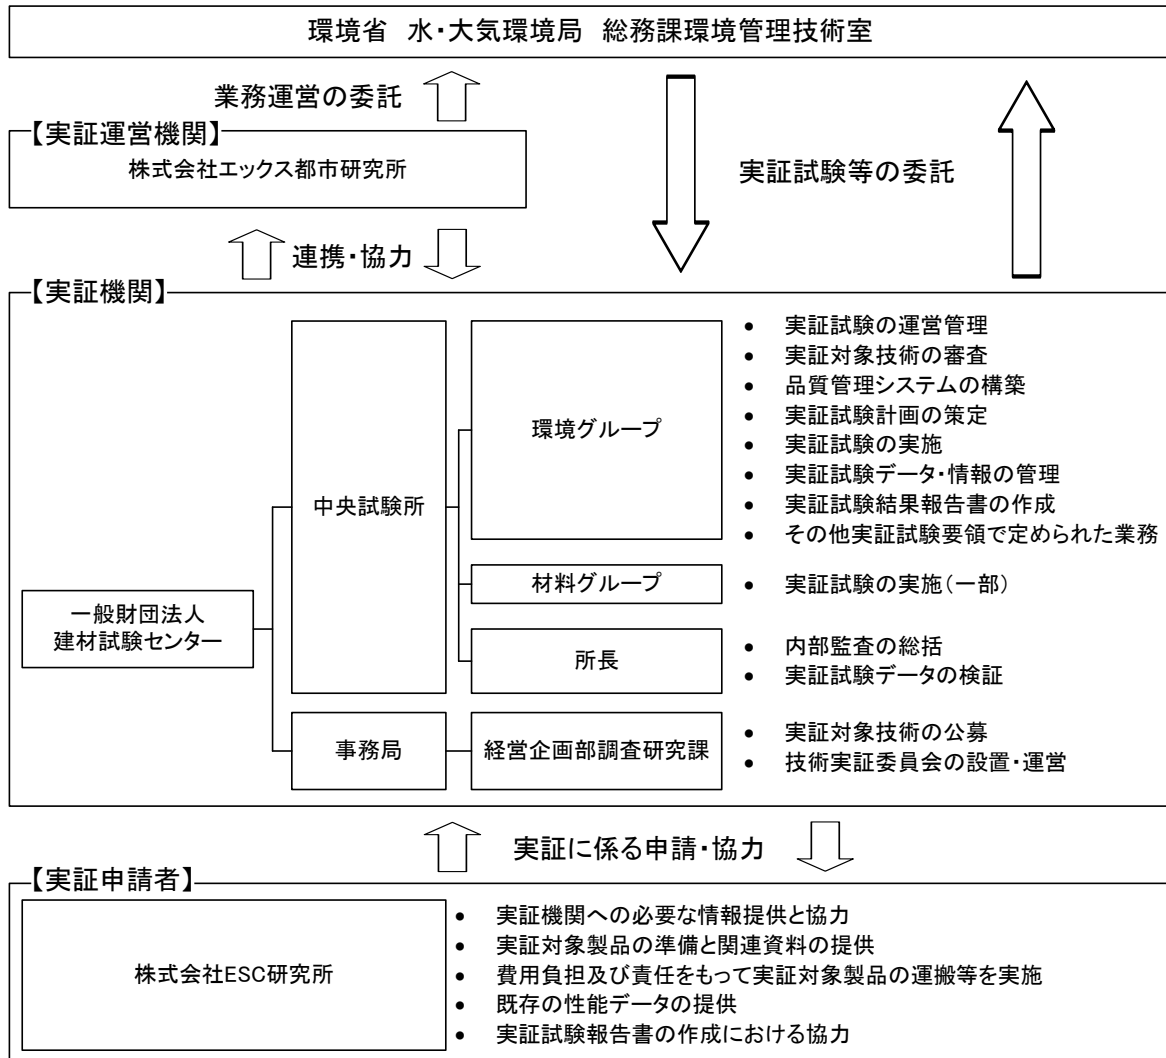 環境省 水・大気環境局 総務課環境管理技術室
業務運営の委託
【実証運営機関】
株式会社エックス都市研究所
実証試験等の委託
連携・協力
【実証機関】
一般財団法人
建材試験センター
中央試験所
環境グループ
• 実証試験の運営管理
• 実証対象技術の審査
• 品質管理システムの構築
• 実証試験計画の策定
• 実証試験の実施
• 実証試験データ・情報の管理
• 実証試験結果報告書の作成
• その他実証試験要領で定められた業務
材料グループ
• 実証試験の実施（一部）
所長
• 内部監査の総括
• 実証試験データの検証
事務局
経営企画部調査研究課
• 実証対象技術の公募
• 技術実証委員会の設置・運営
実証に係る申請・協力
【実証申請者】
株式会社ESC研究所
• 実証機関への必要な情報提供と協力
• 実証対象製品の準備と関連資料の提供
• 費用負担及び責任をもって実証対象製品の運搬等を実施
• 既存の性能データの提供
• 実証試験報告書の作成における協力